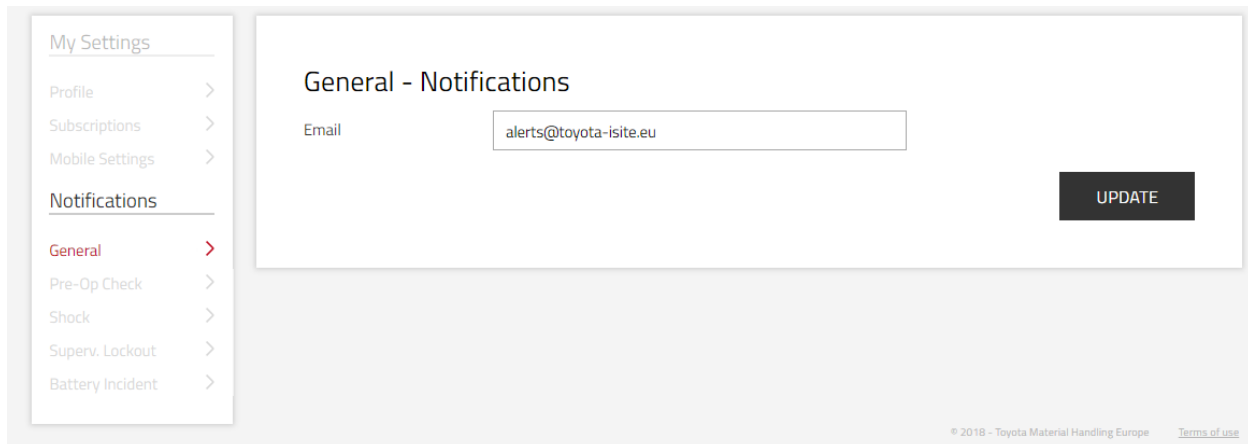 My Settings
Profile
Subscriptions
Mobile Settings
Notifications
General
Pre-Op Check
Shock
Superv. Lockout
Battery Incident
General - Notifications
Email
alerts@toyota-isite.eu
UPDATE
© 2018 - Toyota Material Handling Europe
Terms of use